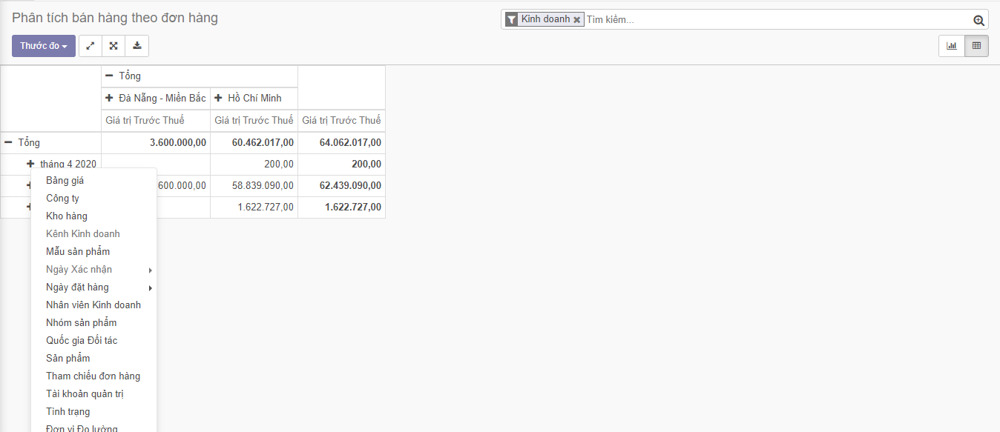 Phân tích bán hàng theo đơn hàng
Kinh doanh
Tìm kiếm...
Thước đo
Tổng
Đà Nẵng - Miền Bắc Hồ Chí Minh
Giá trị Trước Thuế Giá trị Trước Thuế Giá trị Trước Thuế
Tổng 3.600.000,00 60.462.017,00 64.062.017,00
tháng 4 2020 200,00 200,00
600.000,00 58.839.090,00 62.439.090,00
1.622.727,00 1.622.727,00
Bảng giá
Công ty
Kho hàng
Kênh Kinh doanh
Mẫu sản phẩm
Ngày Xác nhận
Ngày đặt hàng
Nhân viên Kinh doanh
Nhóm sản phẩm
Quốc gia Đối tác
Sản phẩm
Tham chiếu đơn hàng
Tài khoản quản trị
Tình trạng
Đơn vị Đo lường